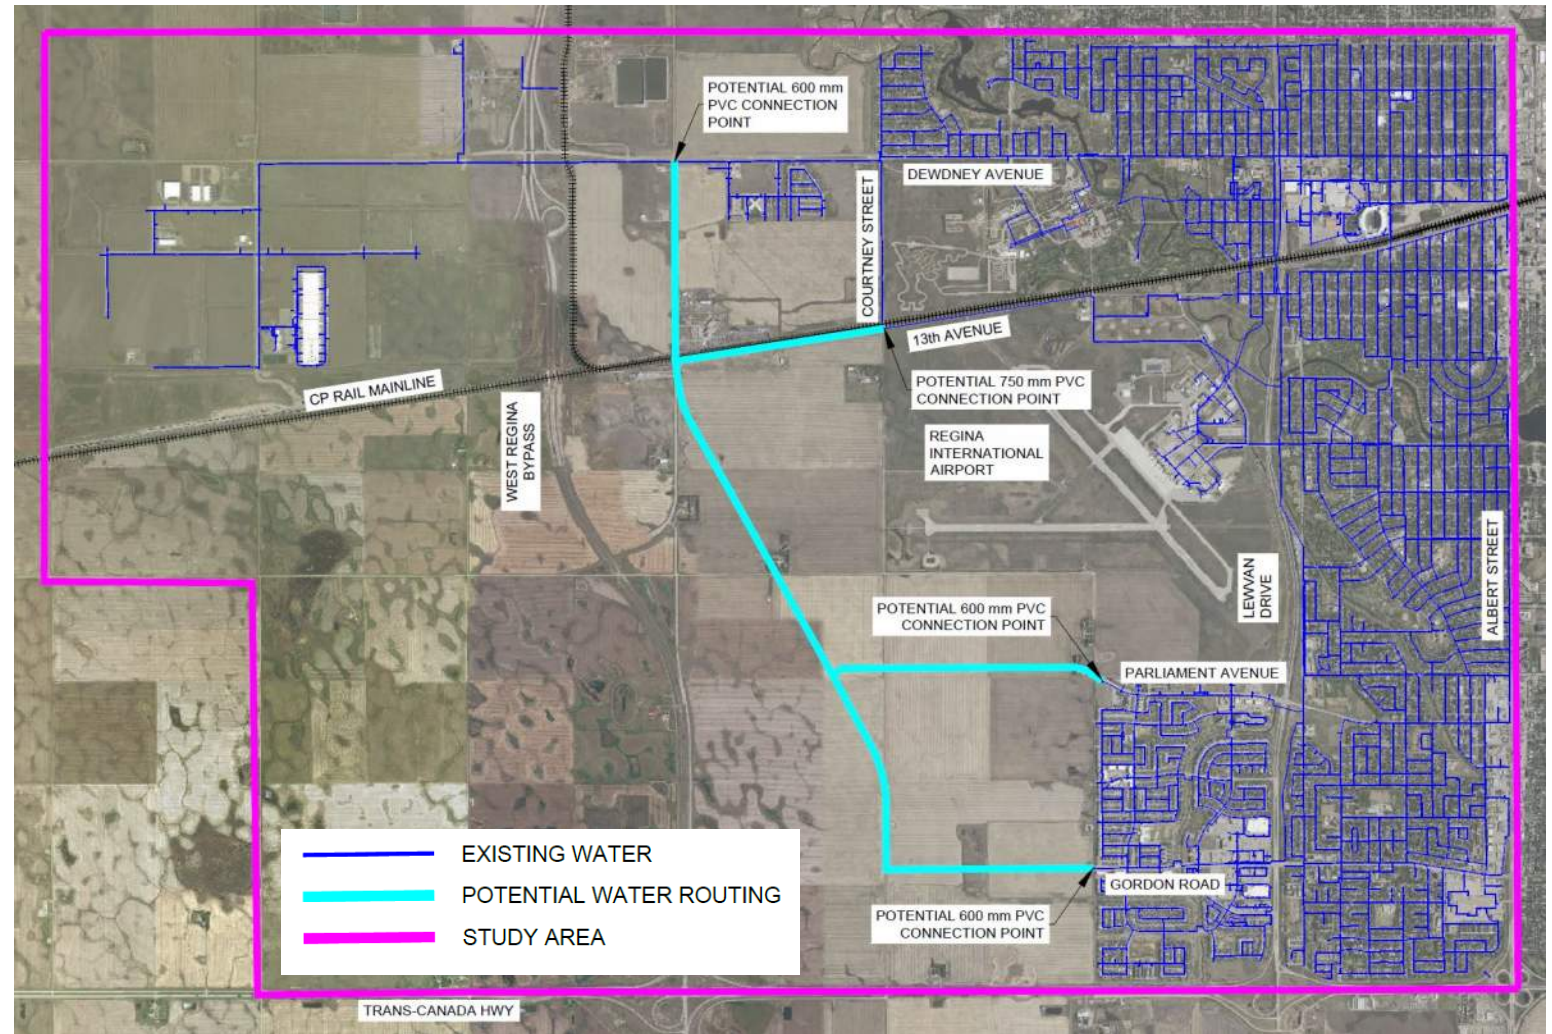 POTENTIAL 600 mm
PVC CONNECTION
POINT
DEWDNEY AVENUE
COURTNEY STREET
13th AVENUE
CP RAIL MAINLINE
POTENTIAL 750 mm PVC
CONNECTION POINT
WEST REGINA
BYPASS
REGINA
INTERNATIONAL
AIRPORT
ALBERT STREET
LEWVAN
DRIVE
POTENTIAL 600 mm PVC
CONNECTION POINT
PARLIAMENT AVENUE
EXISTING WATER
POTENTIAL WATER ROUTING
STUDY AREA
GORDON ROAD
POTENTIAL 600 mm PVC
CONNECTION POINT
TRANS-CANADA HWY